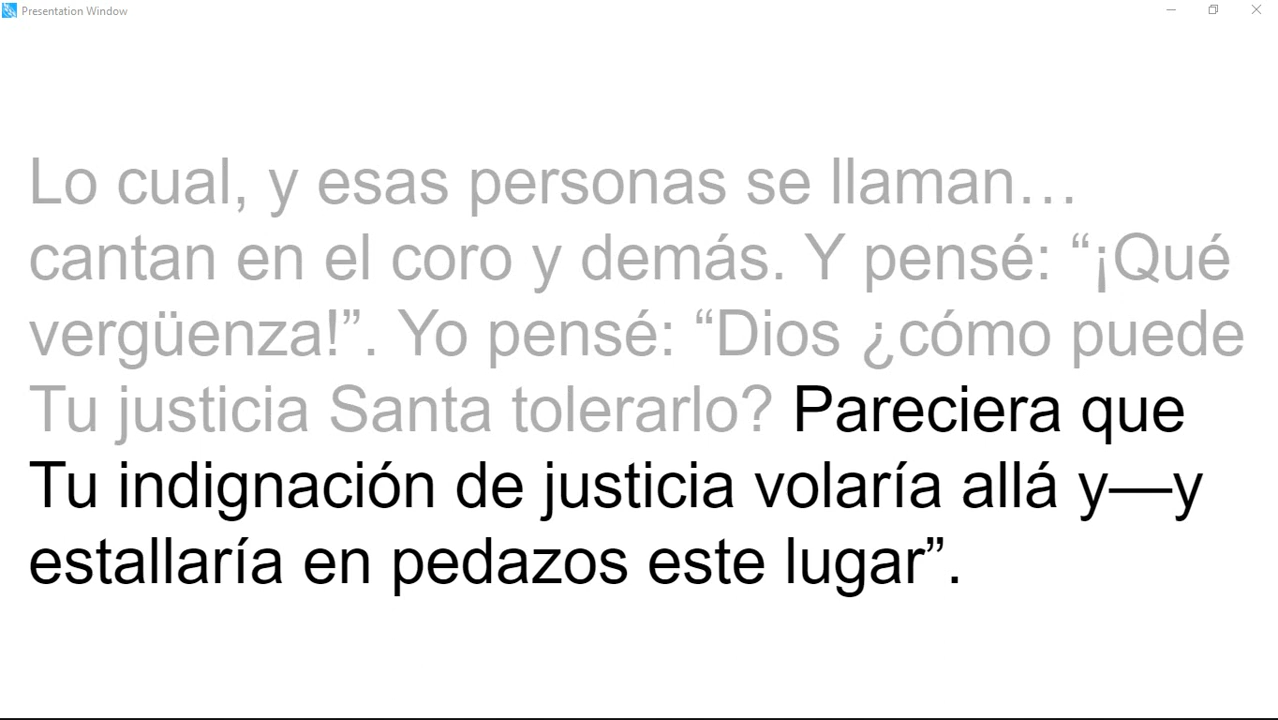 Presentation Window
Lo cual, y esas personas se llaman…
cantan en el coro y demás. Y pensé: “¡Qué
vergüenza!”. Yo pensé: “Dios ¿cómo puede
Tu justicia Santa tolerarlo? Pareciera que
Tu indignación de justicia volaría allá y—y
estallaría en pedazos este lugar”.